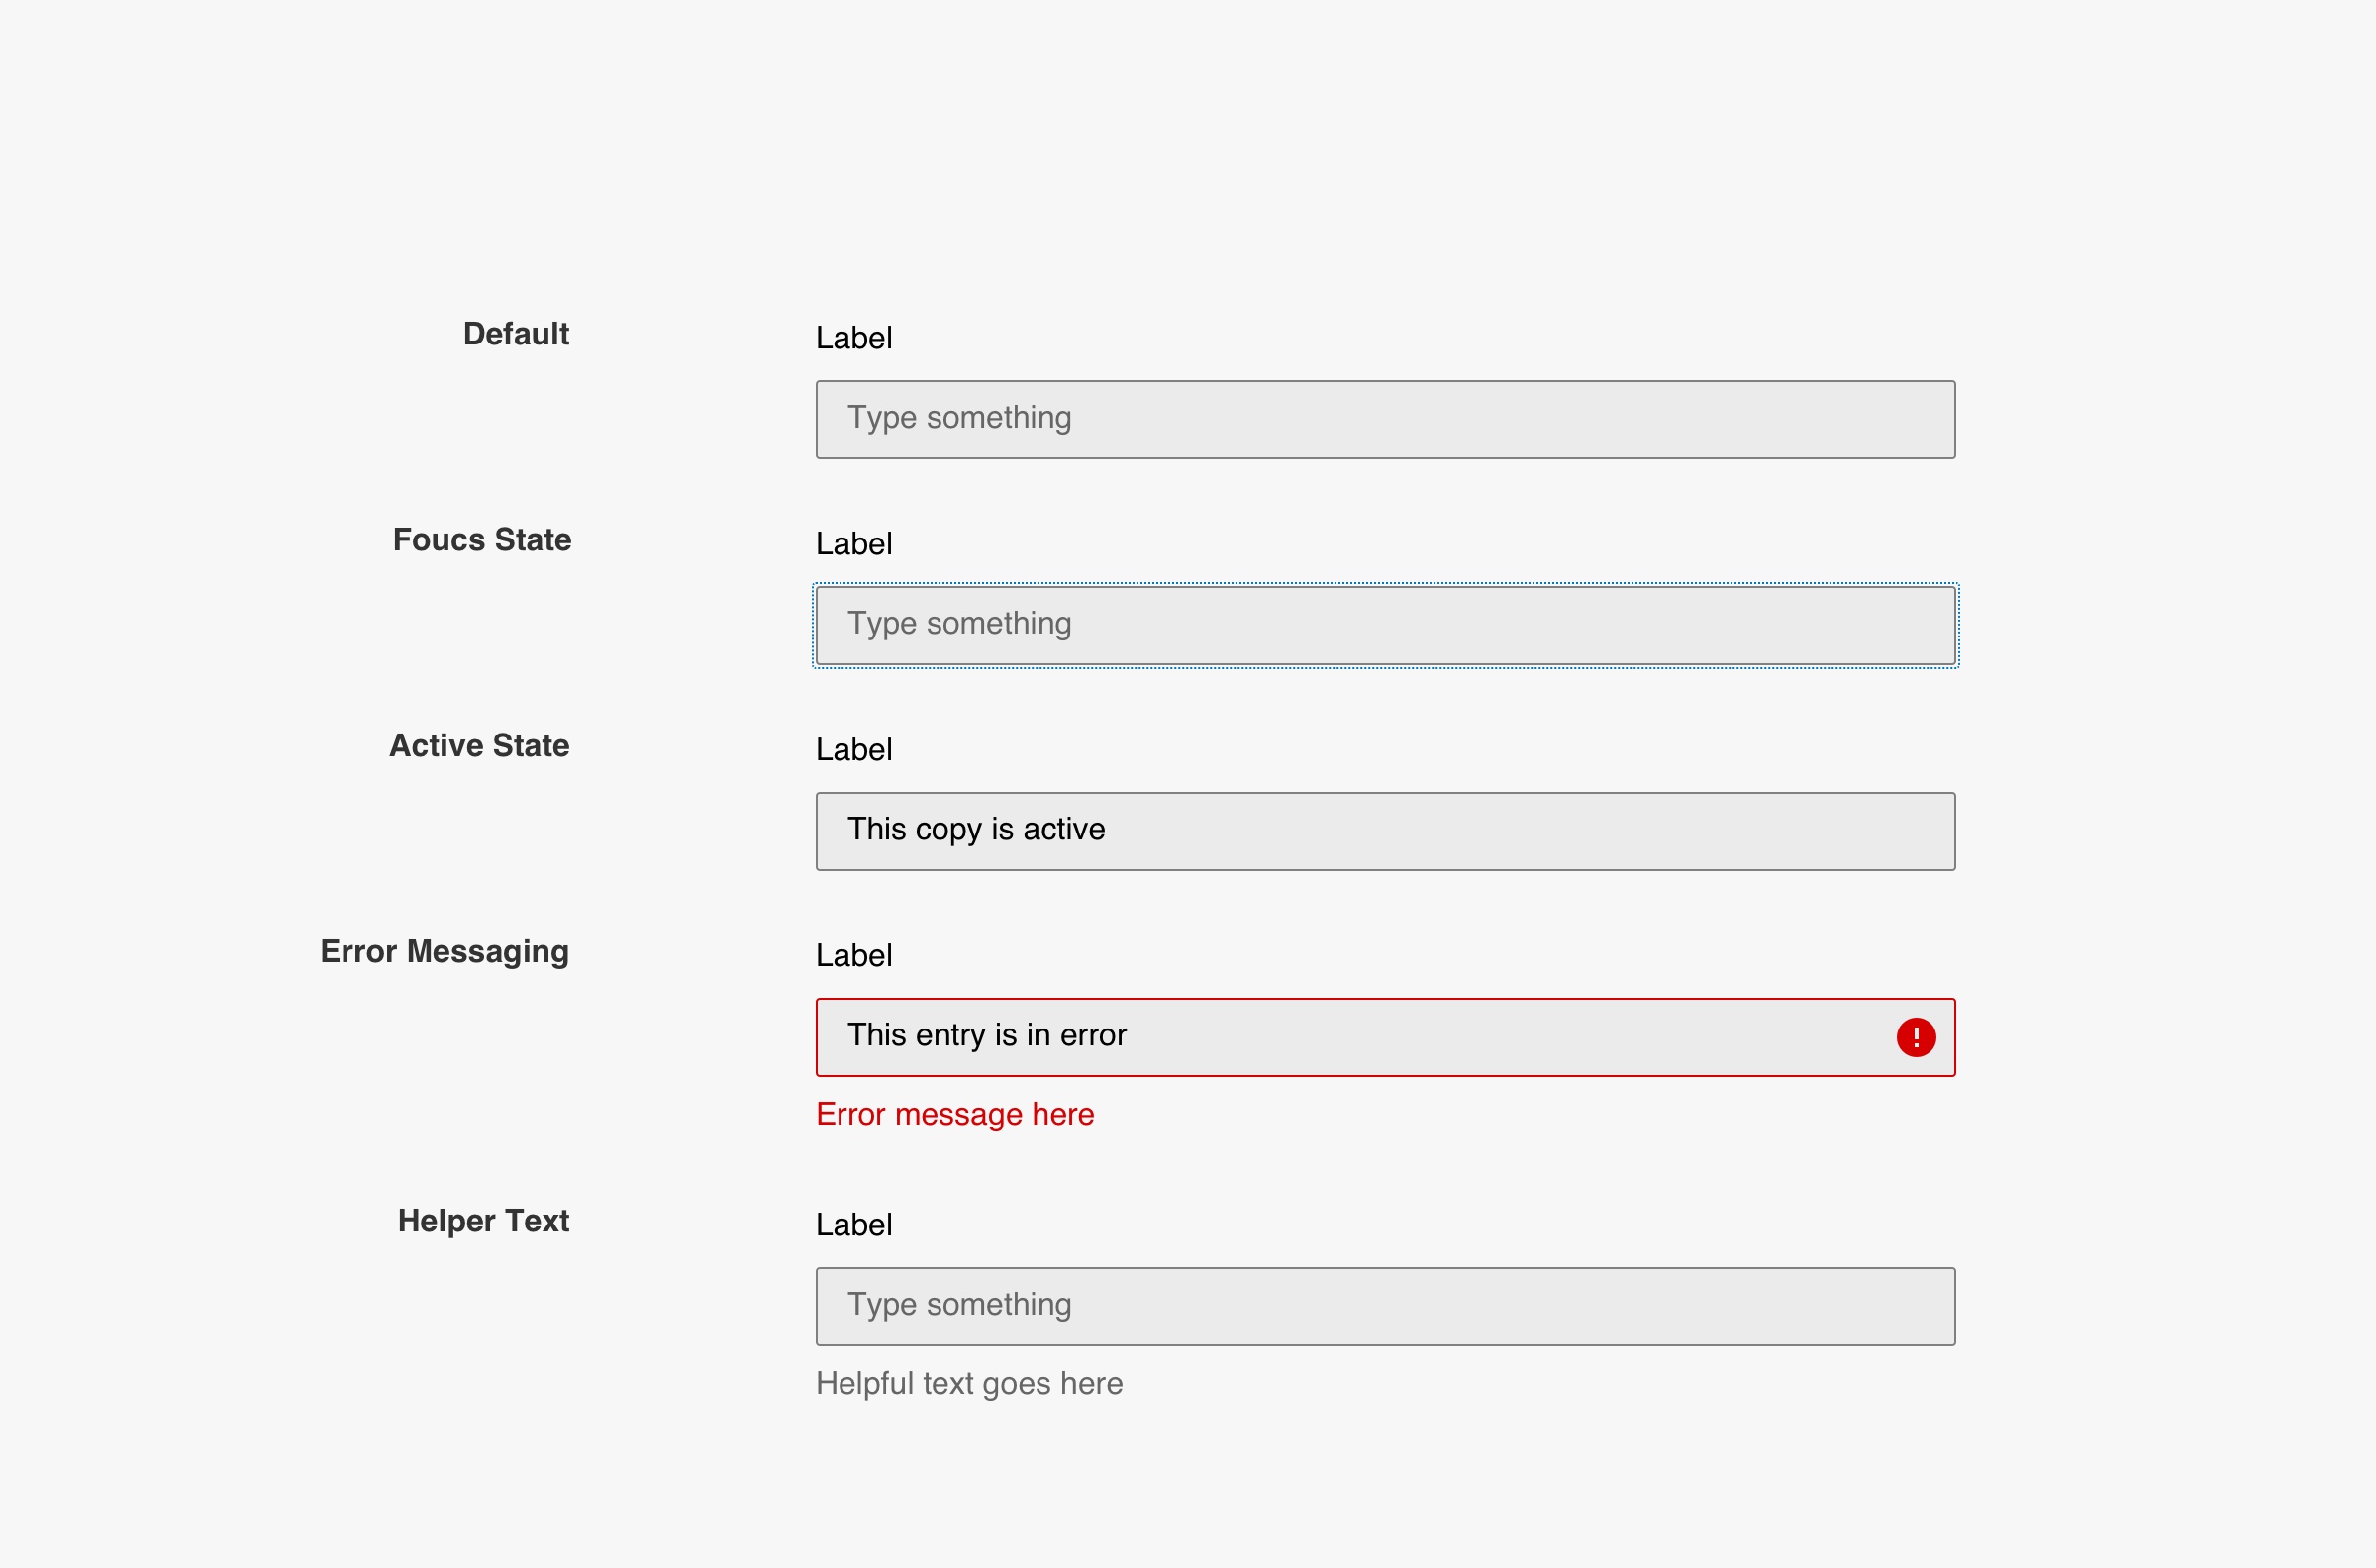 Default
Label
Type something
Foucs State
Label
Type something
Active State
Label
This copy is active
Error Messaging
Label
This entry is in error
!
Error message here
Helper Text
Label
Type something
Helpful text goes here